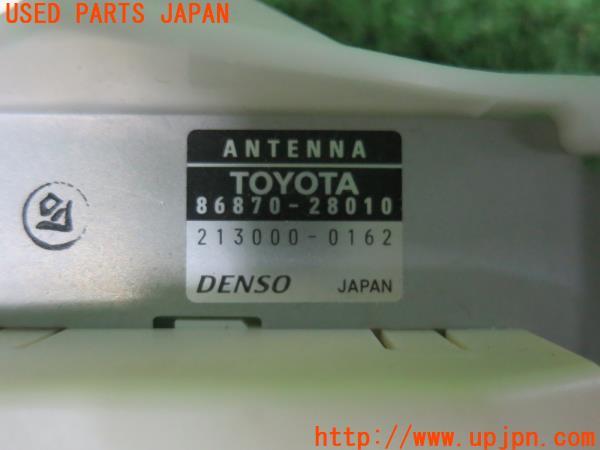 USED PARTS JAPAN
ANTENNA
TOYOTA
86870-28010
213000-0162
DENSO JAPAN
http://www.upjpn.com/